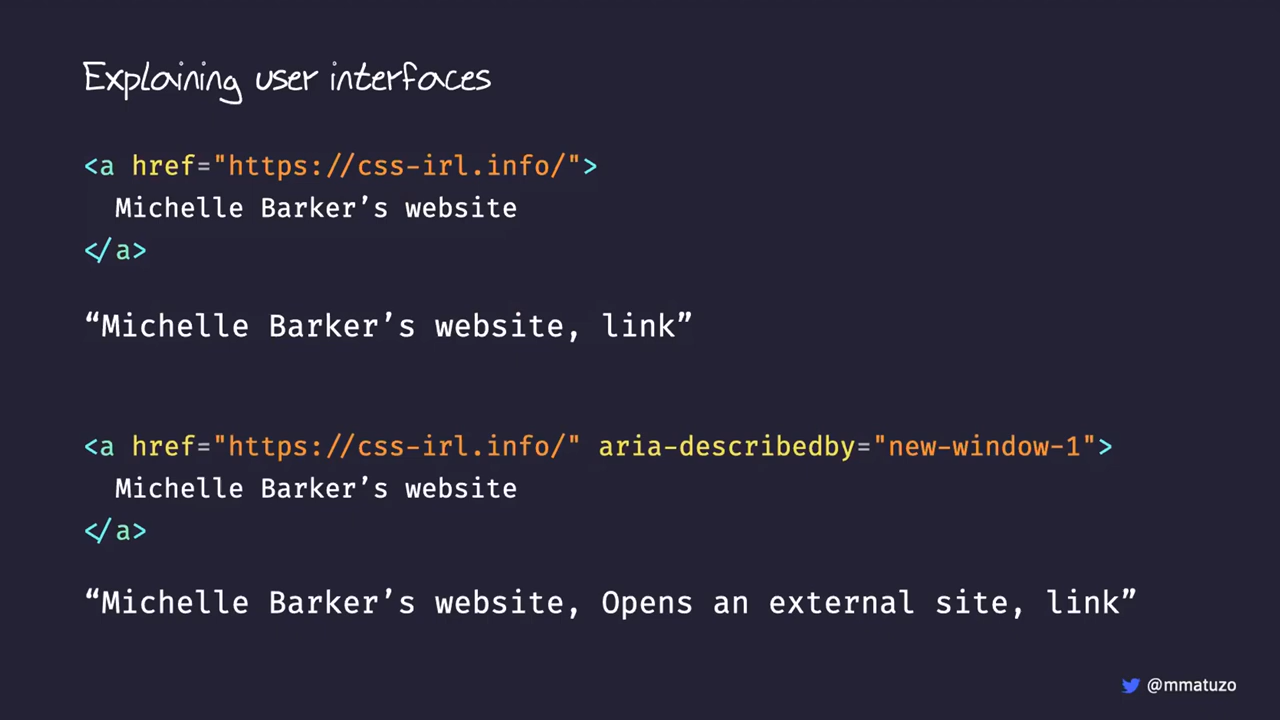 Explaining user interfaces
<a href="https://css-irl.info/">
Michelle Barker’s website
</a>
“Michelle Barker’s website, link”
<a href="https://css-irl.info/" aria-describedby="new-window-1">
Michelle Barker’s website
</a>
“Michelle Barker’s website, Opens an external site, link”
@mmatuzo